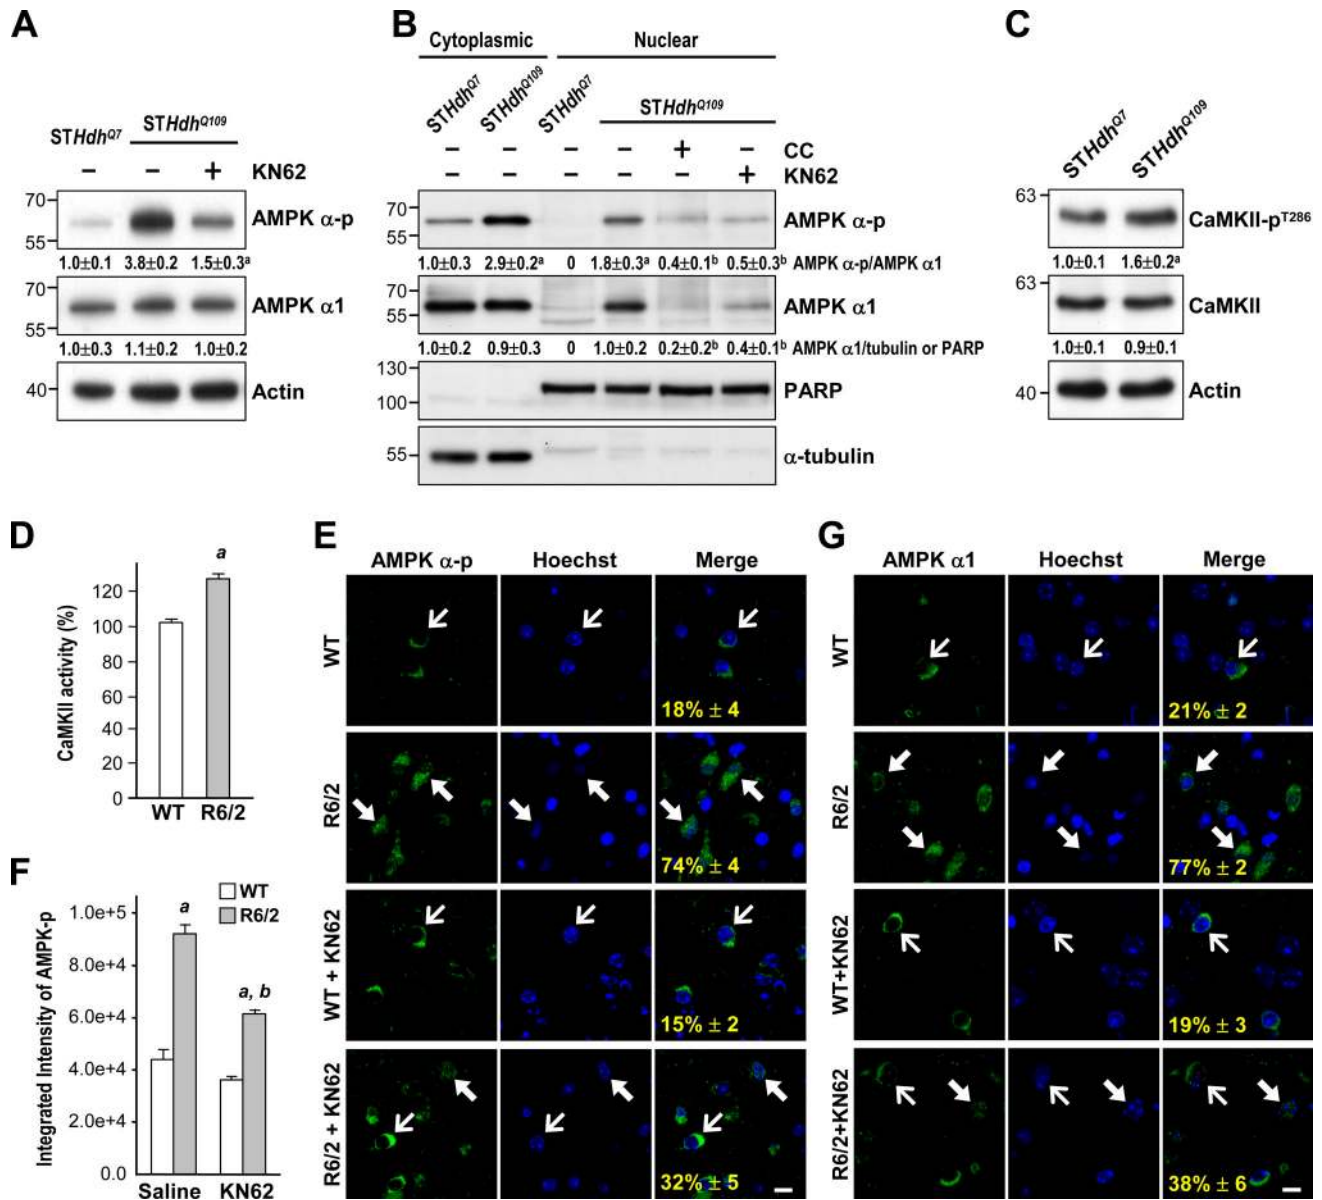 A
STHdhQ7 STHdhQ109
− − + KN62
70
55
AMPK α-p
1.0±0.1 3.8±0.2 1.5±0.3a
70
55
AMPK α1
1.0±0.3 1.1±0.2 1.0±0.2
40
Actin
B
Cytoplasmic Nuclear
STHdhQ7 STHdhQ109 STHdhQ7 STHdhQ109
− − − − + − CC
− − − − − + KN62
70
55
AMPK α-p
1.0±0.3 2.9±0.2a 0 1.8±0.3a 0.4±0.1b 0.5±0.3b AMPK α-p/AMPK α1
70
55
AMPK α1
1.0±0.2 0.9±0.3 0 1.0±0.2 0.2±0.2b 0.4±0.1b AMPK α1/tubulin or PARP
130
100
PARP
55
α-tubulin
C
STHdhQ7 STHdhQ109
63
CaMKII-pT286
1.0±0.1 1.6±0.2a
63
CaMKII
1.0±0.1 0.9±0.1
40
Actin
D
CaMKII activity (%)
120
100
80
60
40
20
0
a
WT R6/2
E
AMPK α-p Hoechst Merge
WT
18% ± 4
R6/2
74% ± 4
WT + KN62
15% ± 2
R6/2 + KN62
32% ± 5
F
Integrated Intensity of AMPK-p
WT
R6/2
1.0e+5
8.0e+4
6.0e+4
4.0e+4
2.0e+4
0.0
a
a, b
Saline KN62
G
AMPK α1 Hoechst Merge
WT
21% ± 2
R6/2
77% ± 2
WT+KN62
19% ± 3
R6/2+KN62
38% ± 6